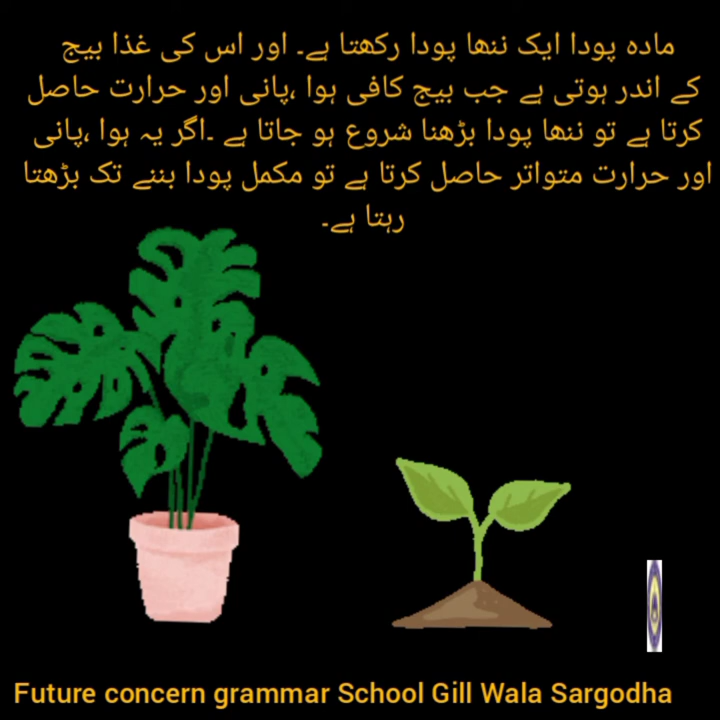 مادہ پودا ایک ننھا پودا رکھتا ہے۔ اور اس کی غذا بیج
کے اندر ہوتی ہے جب بیج کافی ہوا ،پانی اور حرارت حاصل
کرتا ہے تو ننھا پودا بڑھنا شروع ہو جاتا ہے ۔اگر یہ ہوا ،پانی
اور حرارت متواتر حاصل کرتا ہے تو مکمل پودا بننے تک بڑھتا
رہتا ہے۔
Future concern grammar School Gill Wala Sargodha